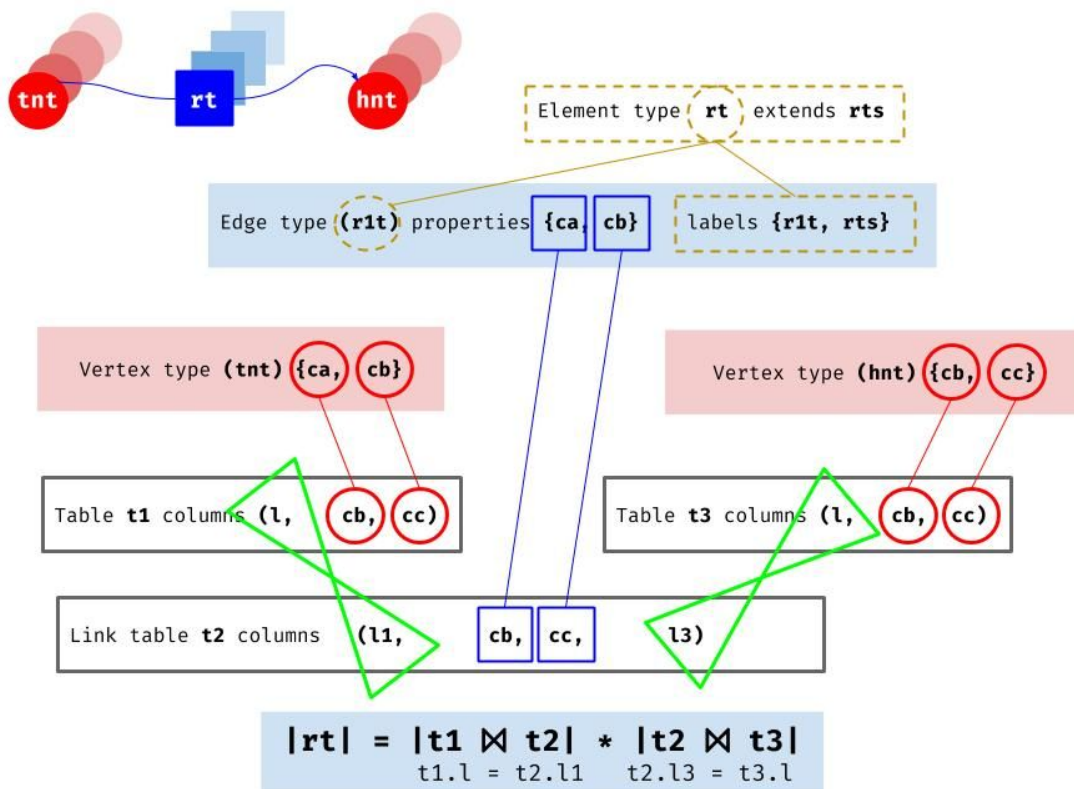 tnt rt hnt
Element type rt extends rts
Edge type (r1t) properties {ca, cb} labels {r1t, rts}
Vertex type (tnt) {ca, cb}
Vertex type (hnt) {cb, cc}
Table t1 columns (l, cb, cc)
Table t3 columns (l, cb, cc)
Link table t2 columns (l1, cb, cc, l3)
|rt| = |t1 ⋈ t2| * |t2 ⋈ t3|
t1.l = t2.l1 t2.l3 = t3.l